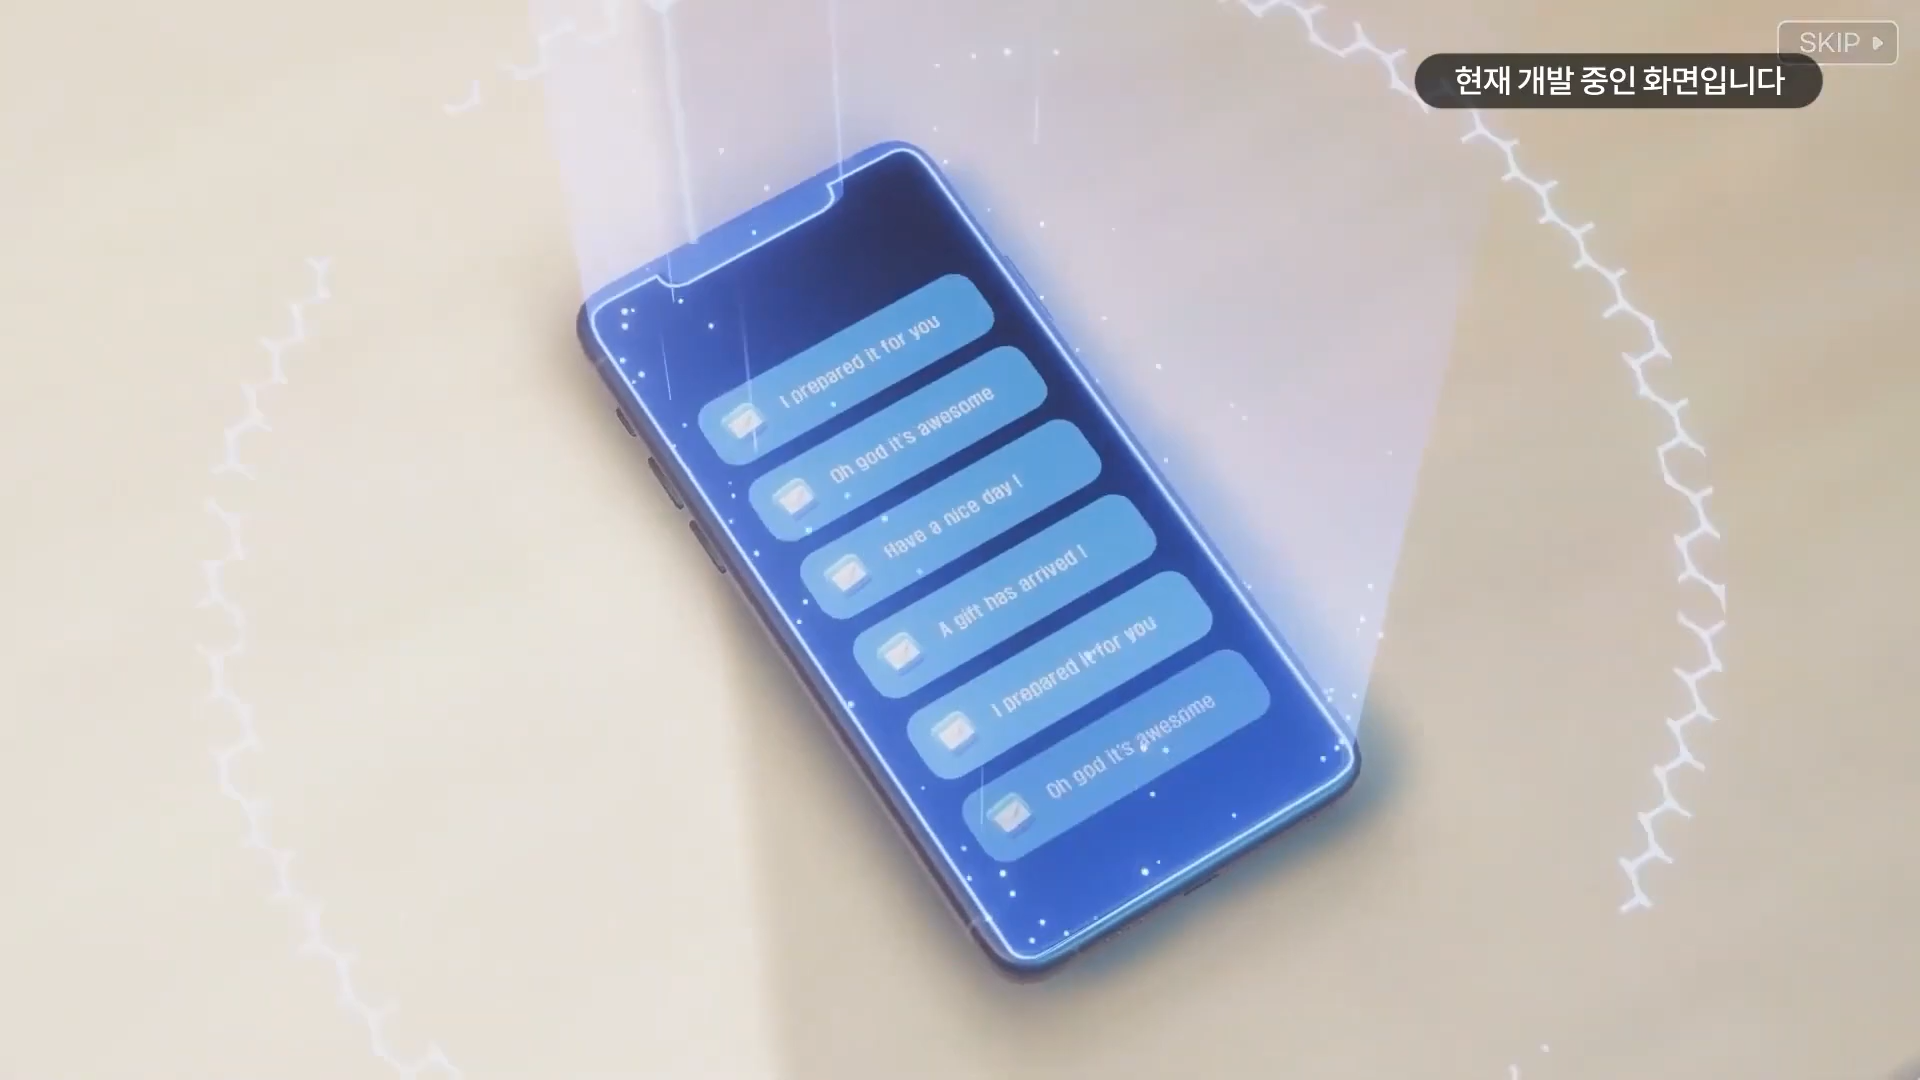 SKIP
현재 개발 중인 화면입니다
I prepared it for you
Oh god it's awesome
Have a nice day !
A gift has arrived !
I prepared it for you
Oh god it's awesome